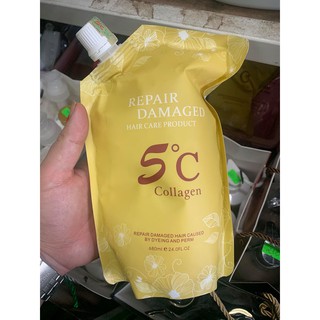 REPAIR
DAMAGED
HAIR CARE PRODUCT
5°C
Collagen
REPAIR DAMAGED HAIR CAUSED
BY DYEING AND PERM